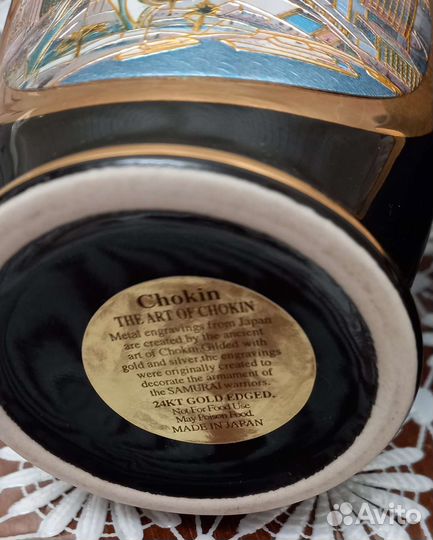 Chokin
THE ART OF CHOKIN
Metal engravings from Japan
are created by the ancient
art of Chokin.Gilded with
gold and silver.the engravings
were originally created to
decorate the armament of
the SAMURAI warriors.
24KT GOLD EDGED.
Not For Food Use
May Poison Food.
MADE IN JAPAN
Avito